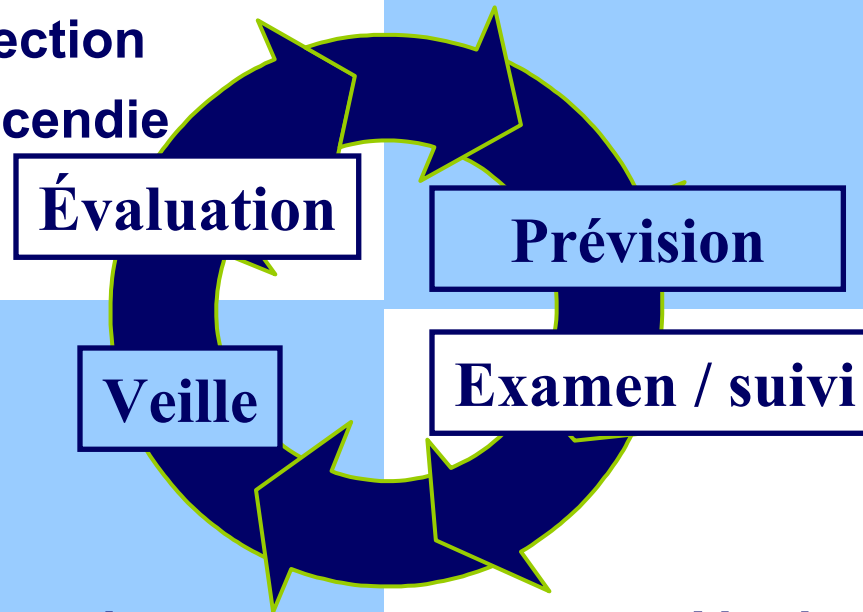 ection
cendie
Évaluation
Prévision
Examen / suivi
Veille